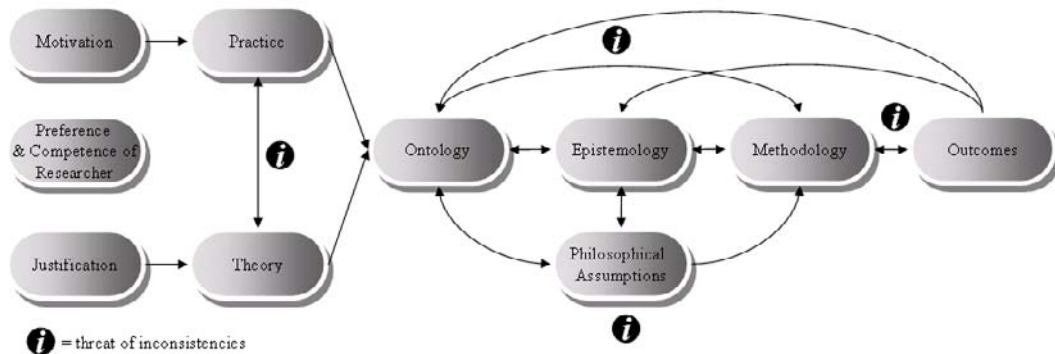 Motivation
Practice
Preference
& Competence of
Researcher
Justification
Theory
Ontology
Epistemology
Methodology
Outcomes
Philosophical
Assumptions
i
i
i
i
i = threat of inconsistencies